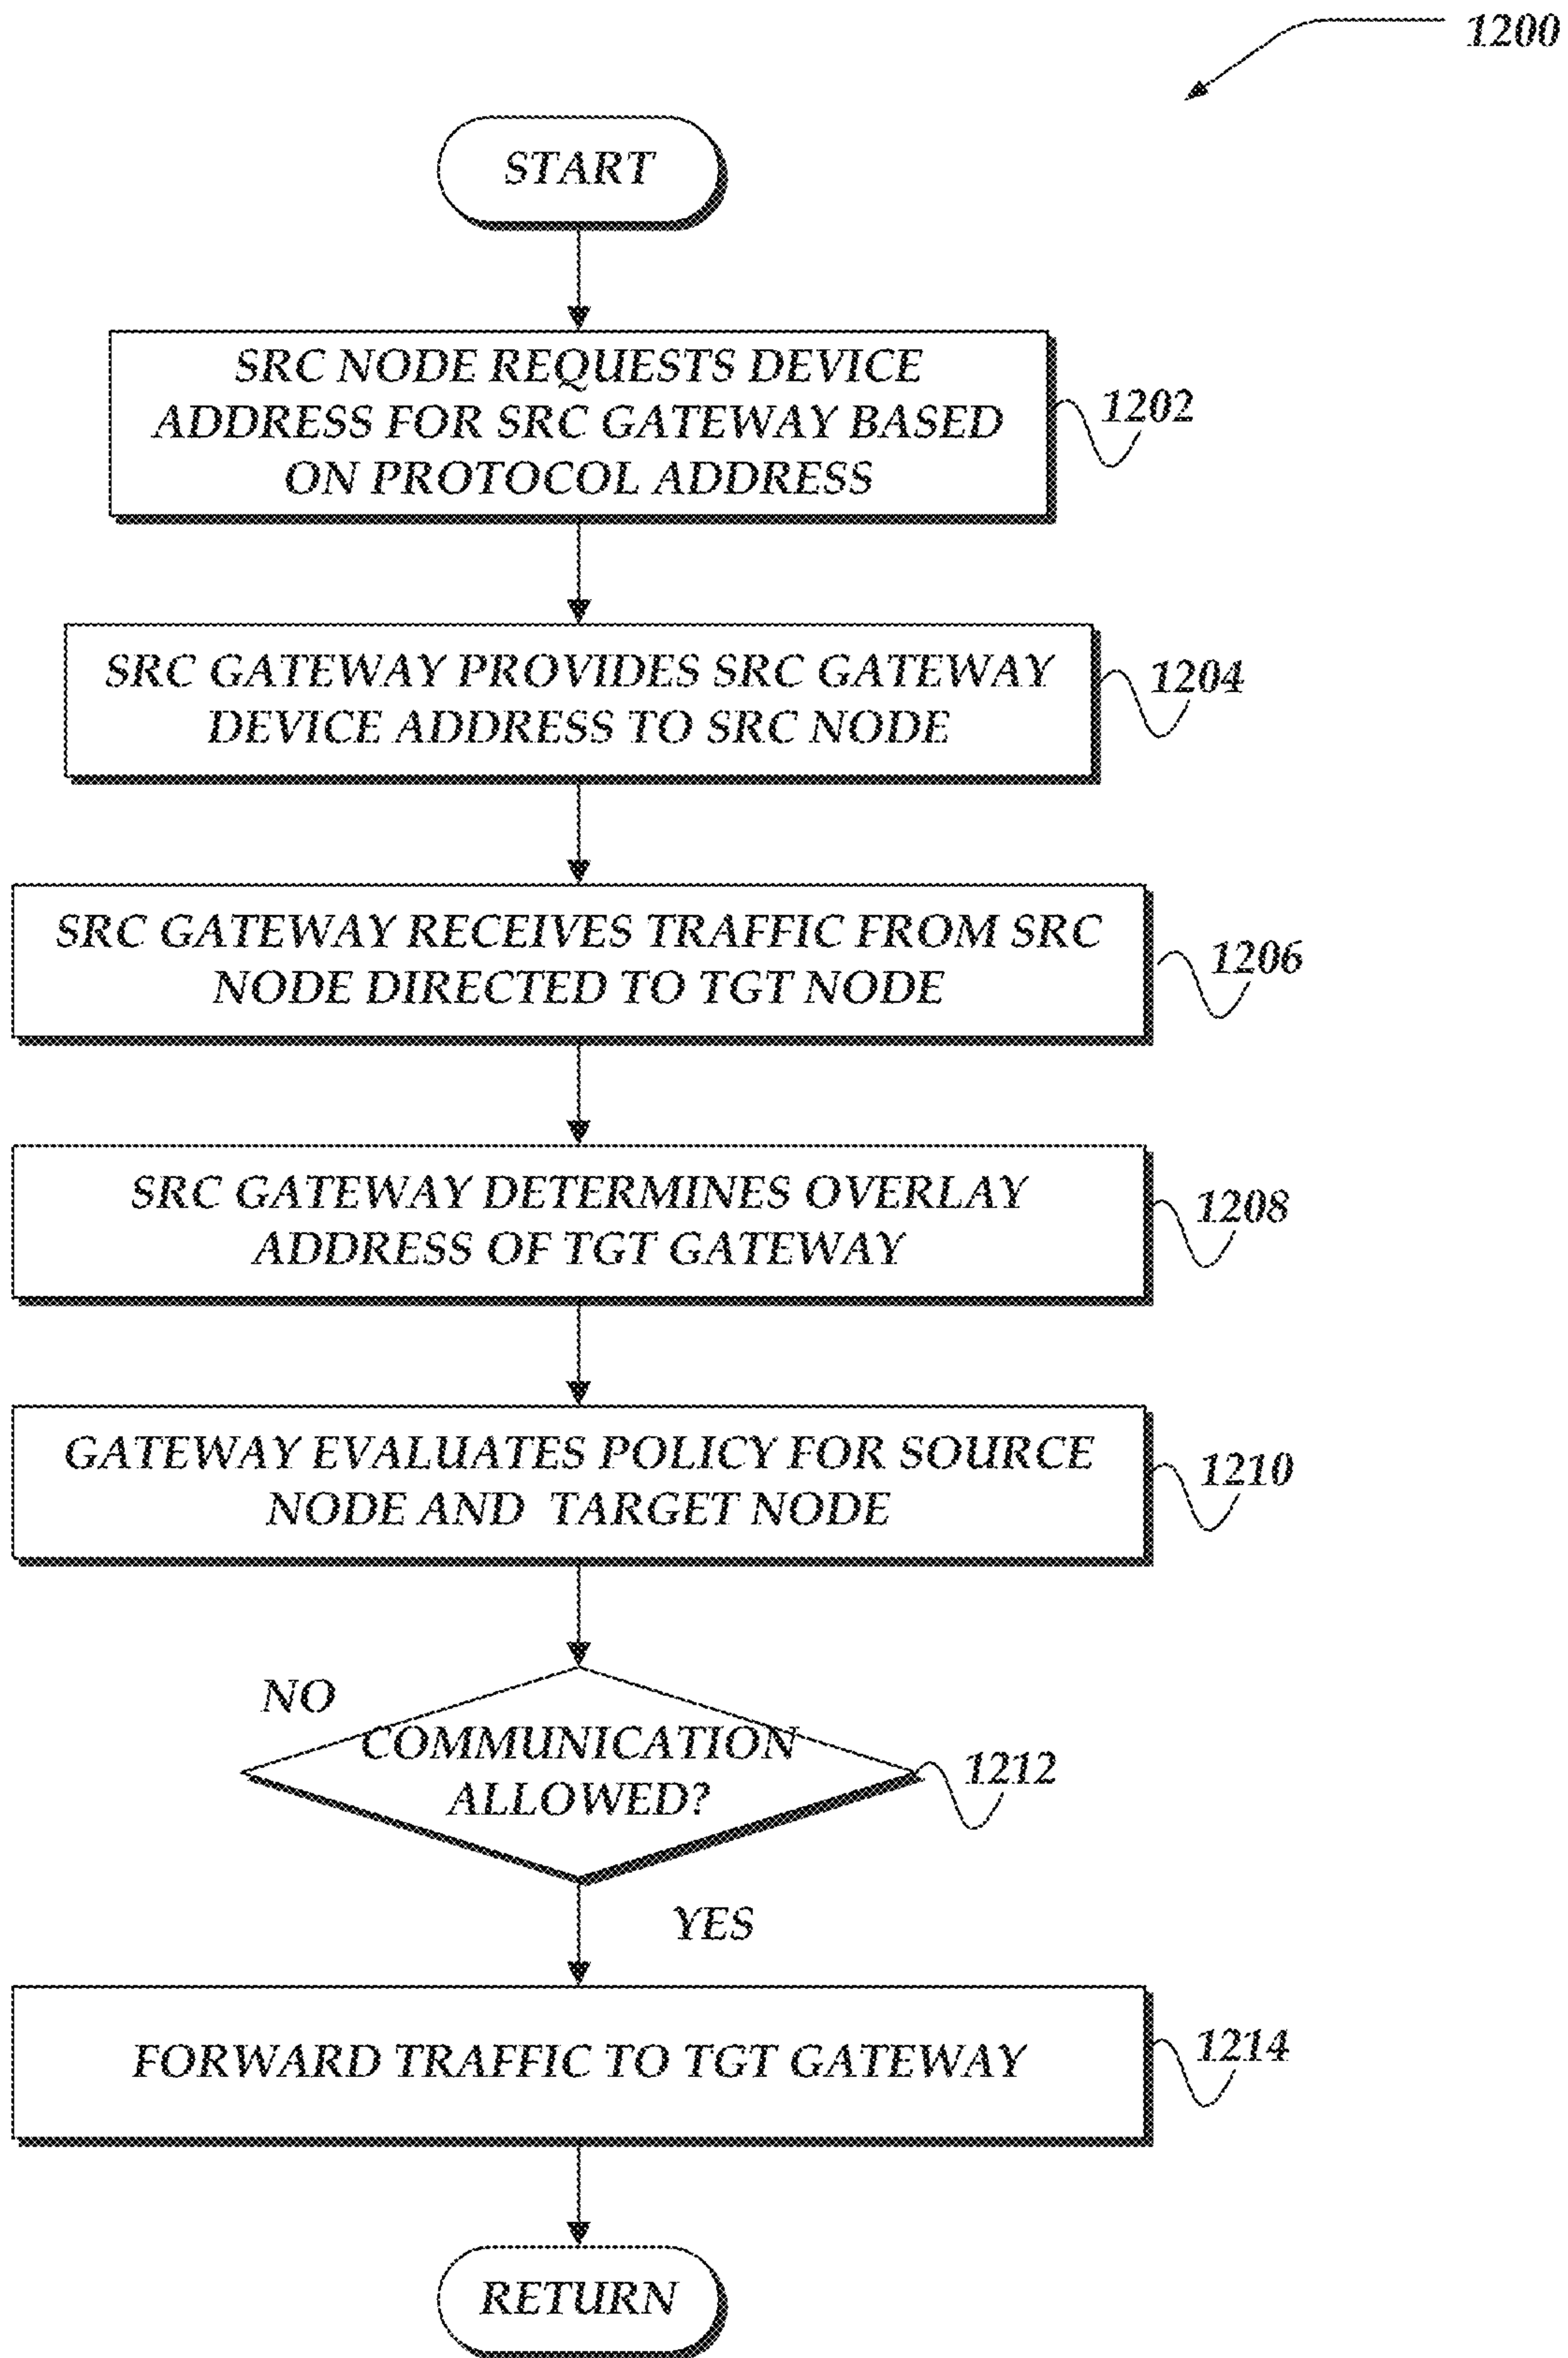 1200
START
SRC NODE REQUESTS DEVICE
ADDRESS FOR SRC GATEWAY BASED
ON PROTOCOL ADDRESS
1202
SRC GATEWAY PROVIDES SRC GATEWAY
DEVICE ADDRESS TO SRC NODE
1204
SRC GATEWAY RECEIVES TRAFFIC FROM SRC
NODE DIRECTED TO TGT NODE
1206
SRC GATEWAY DETERMINES OVERLAY
ADDRESS OF TGT GATEWAY
1208
GATEWAY EVALUATES POLICY FOR SOURCE
NODE AND TARGET NODE
1210
NO
COMMUNICATION
ALLOWED?
1212
YES
FORWARD TRAFFIC TO TGT GATEWAY
1214
RETURN